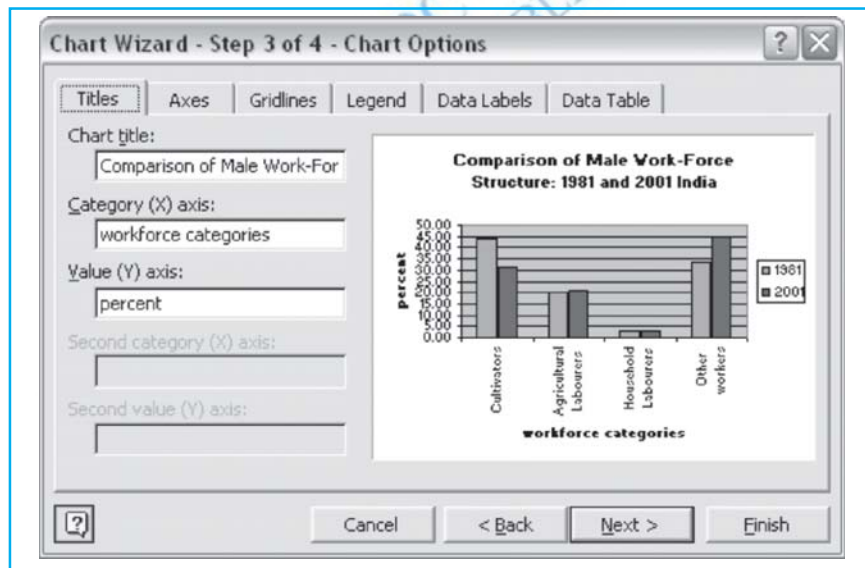 Chart Wizard - Step 3 of 4 - Chart Options
Titles Axes Gridlines Legend Data Labels Data Table
Chart title:
Comparison of Male Work-For
Category (X) axis:
workforce categories
Value (Y) axis:
percent
Second category (X) axis:
Second value (Y) axis:
Comparison of Male Work-Force
Structure: 1981 and 2001 India
percent
50.00
45.00
40.00
35.00
30.00
25.00
20.00
15.00
10.00
5.00
0.00
Cultivators
Agricultural
Labourers
Household
Labourers
Other
workers
workforce categories
1981
2001
Cancel < Back Next > Finish